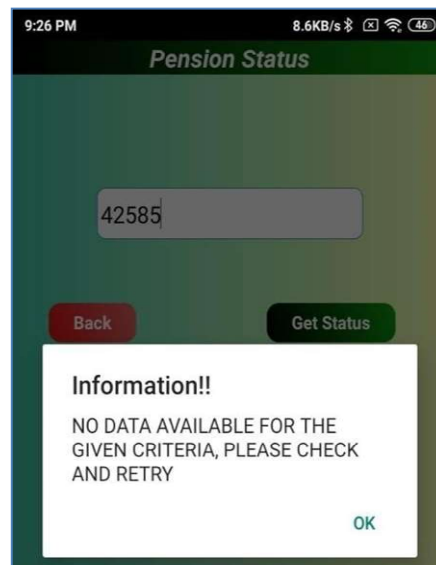 9:26 PM 8.6KB/s 46
Pension Status
42585
Back Get Status
Information!!
NO DATA AVAILABLE FOR THE
GIVEN CRITERIA, PLEASE CHECK
AND RETRY
OK